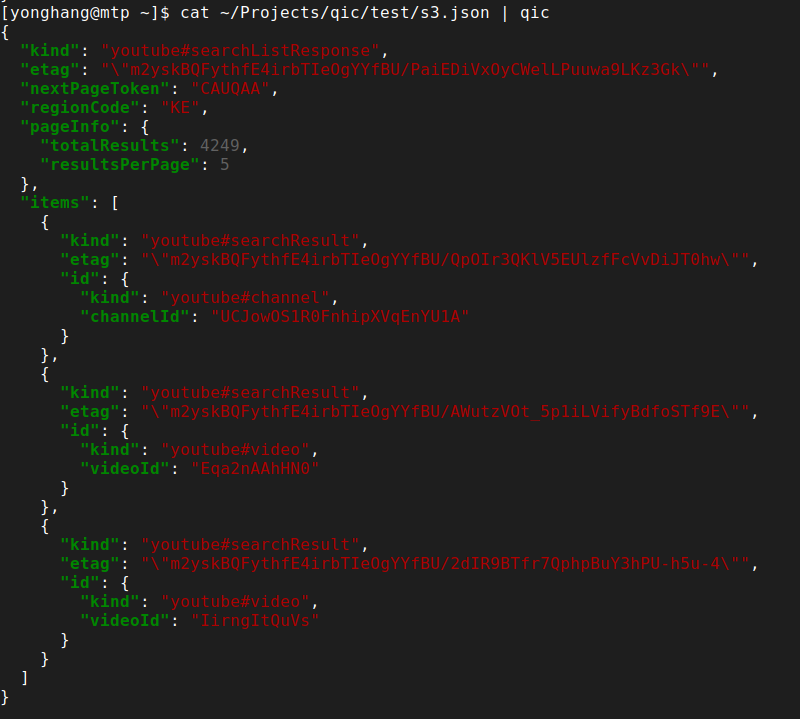 [yonghang@mtp ~]$ cat ~/Projects/qic/test/s3.json | qic
{
  "kind": "youtube#searchListResponse",
  "etag": "\"m2yskBQFythfE4irbTIeOgYYfBU/PaiEDiVxOyCWelLPuuwa9LKz3Gk\"",
  "nextPageToken": "CAUQAA",
  "regionCode": "KE",
  "pageInfo": {
    "totalResults": 4249,
    "resultsPerPage": 5
  },
  "items": [
    {
      "kind": "youtube#searchResult",
      "etag": "\"m2yskBQFythfE4irbTIeOgYYfBU/QpOIr3QKlV5EUlzfFcVvDiJT0hw\"",
      "id": {
        "kind": "youtube#channel",
        "channelId": "UCJowOS1R0FnhipXVqEnYU1A"
      }
    },
    {
      "kind": "youtube#searchResult",
      "etag": "\"m2yskBQFythfE4irbTIeOgYYfBU/AWutzVOt_5p1iLVifyBdfoSTf9E\"",
      "id": {
        "kind": "youtube#video",
        "videoId": "Eqa2nAAhHN0"
      }
    },
    {
      "kind": "youtube#searchResult",
      "etag": "\"m2yskBQFythfE4irbTIeOgYYfBU/2dIR9BTfr7QphpBuY3hPU-h5u-4\"",
      "id": {
        "kind": "youtube#video",
        "videoId": "IirngItQuVs"
      }
    }
  ]
}